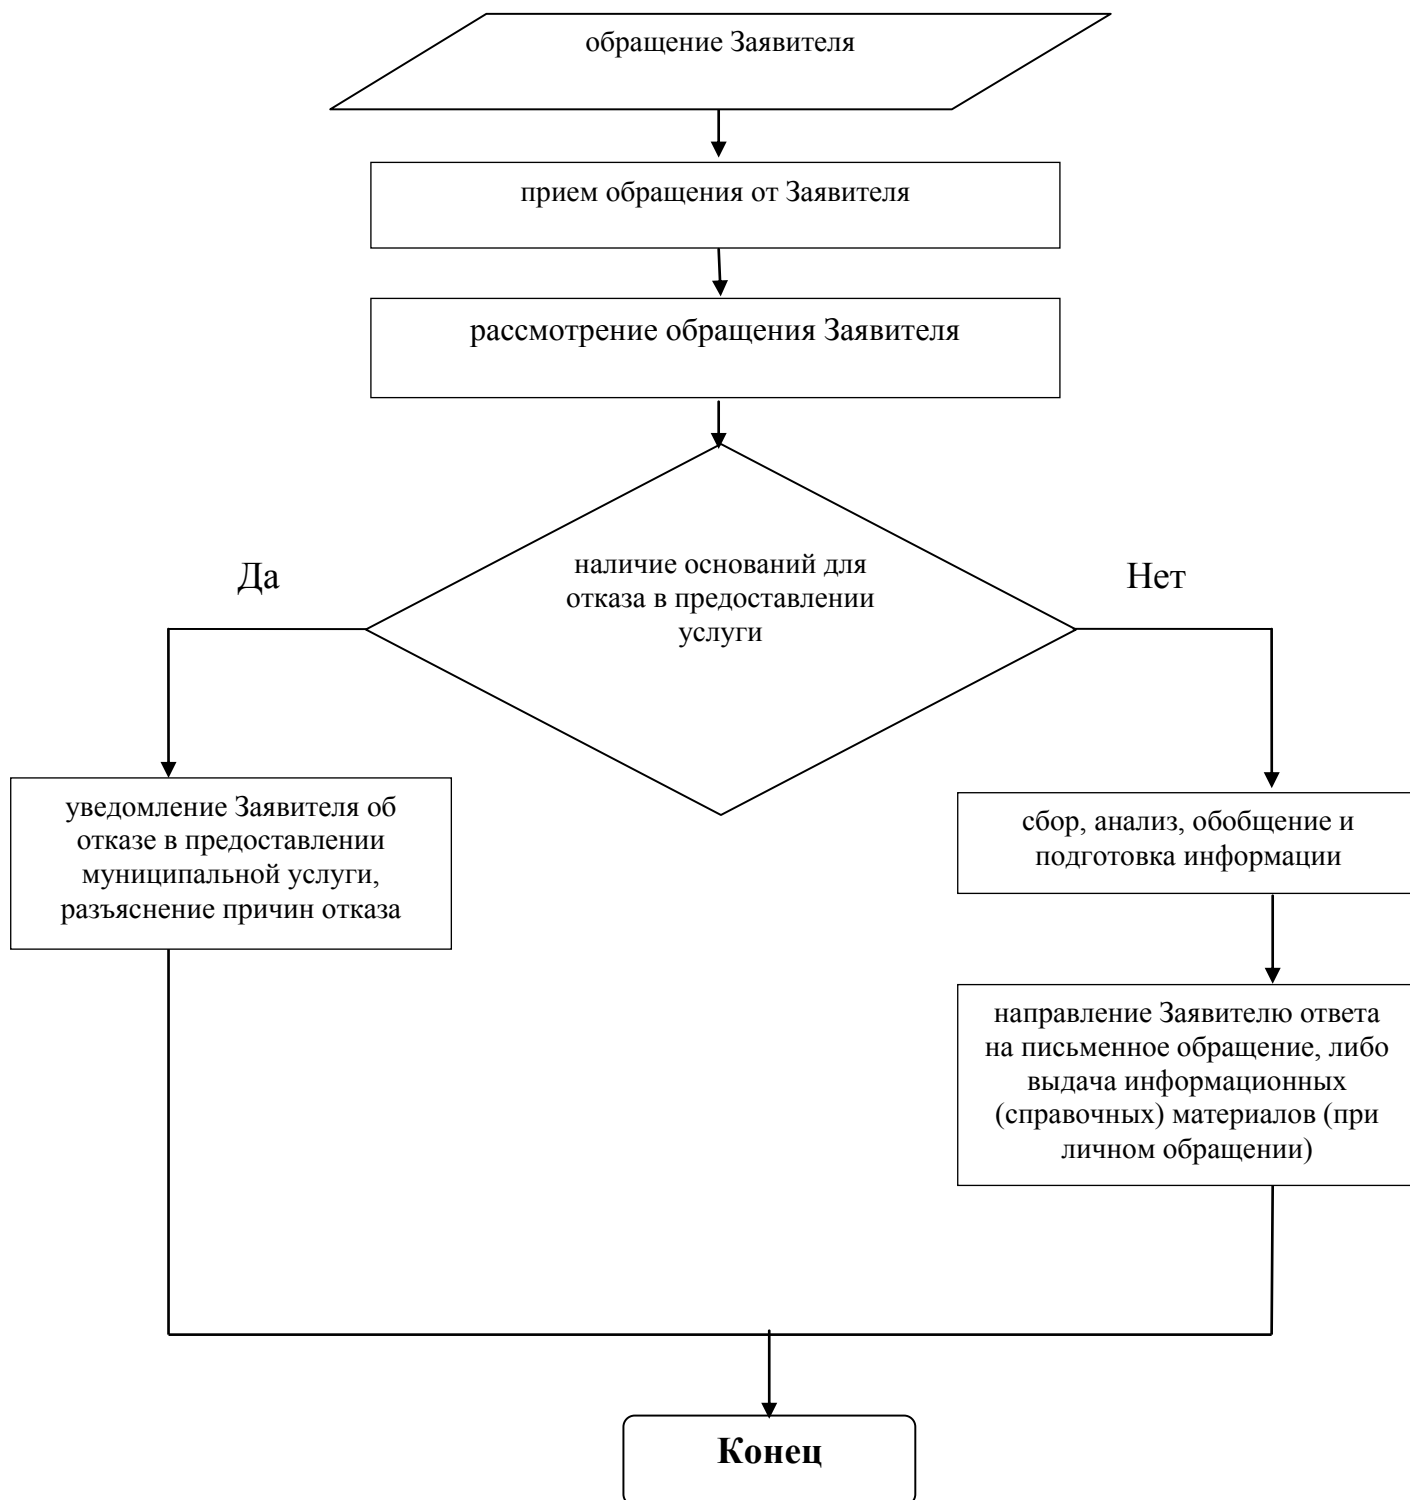 обращение Заявителя
прием обращения от Заявителя
рассмотрение обращения Заявителя
наличие оснований для
отказа в предоставлении
услуги
Да
Нет
уведомление Заявителя об
отказе в предоставлении
муниципальной услуги,
разъяснение причин отказа
сбор, анализ, обобщение и
подготовка информации
направление Заявителю ответа
на письменное обращение, либо
выдача информационных
(справочных) материалов (при
личном обращении)
Конец